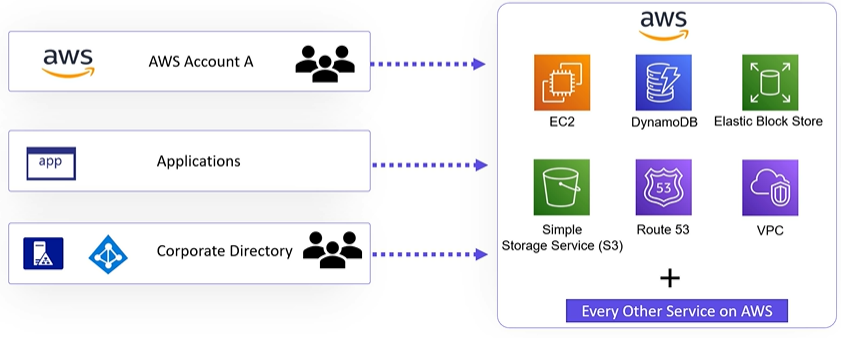 aws
AWS Account A
app
Applications
Corporate Directory
aws
EC2
DynamoDB
Elastic Block Store
Simple
Storage Service (S3)
53
Route 53
VPC
+
Every Other Service on AWS